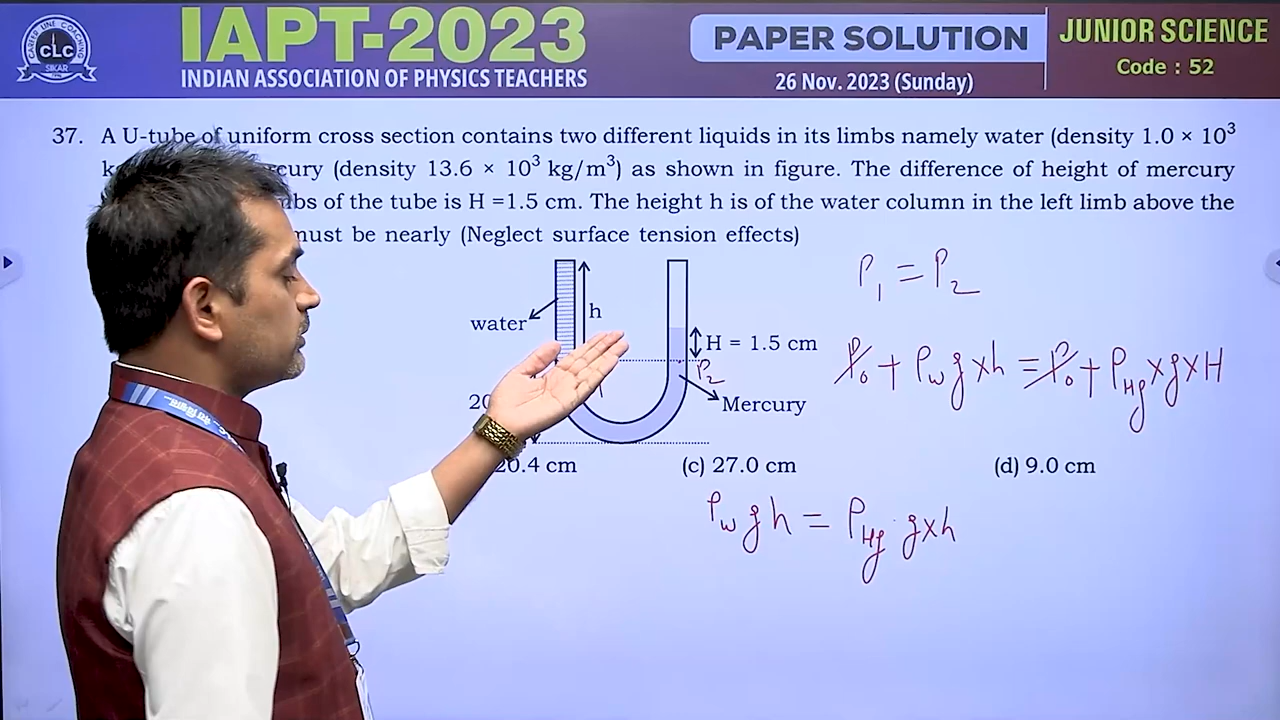 CAREER LINE COACHING
CLC
SIKAR
IAPT-2023
INDIAN ASSOCIATION OF PHYSICS TEACHERS
PAPER SOLUTION
26 Nov. 2023 (Sunday)
JUNIOR SCIENCE
Code : 52
37. A U-tube of uniform cross section contains two different liquids in its limbs namely water (density 1.0 × 10³
(density 13.6 × 10³ kg/m³) as shown in figure. The difference of height of mercury
of the tube is H =1.5 cm. The height h is of the water column in the left limb above the
must be nearly (Neglect surface tension effects)
water
h
H = 1.5 cm
P₂
Mercury
P₁ = P₂
P₀ + ρw g×h = P₀ + ρHg×g×H
20.4 cm
(c) 27.0 cm
(d) 9.0 cm
ρw g h = ρHg g×h